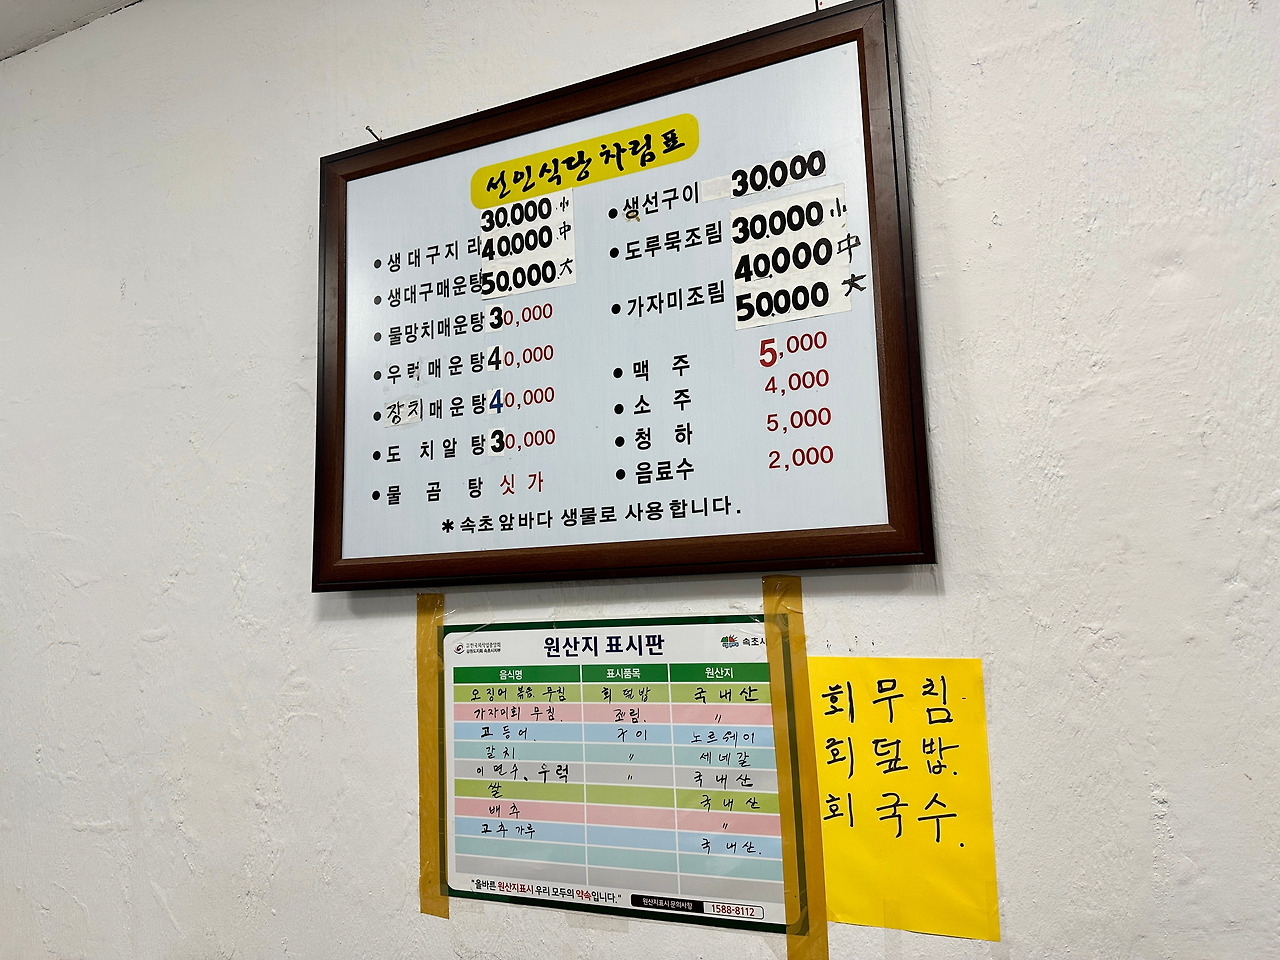 선인식당 차림표
30.000 小
40.000 中
50.000 大
• 생대구지리
• 생대구매운탕
• 물망치매운탕 30,000
• 우럭매운탕 40,000
• 장치매운탕 40,000
• 도치알탕 30,000
• 물곰탕 싯가
• 생선구이 30.000
• 도루묵조림 30.000 小
40.000 中
• 가자미조림 50.000 大
• 맥주 5,000
• 소주 4,000
• 청하 5,000
• 음료수 2,000
* 속초앞바다 생물로 사용합니다.
원산지 표시판
속초시
음식명 표시품목 원산지
오징어 볶음. 무침 회덮밥 국내산
가자미회 무침. 조림. 〃
고등어. 구이 노르웨이
갈치 〃 세네갈
이면수. 우럭 〃 국내산
쌀 국내산
배추 〃
고추가루 국내산.
"올바른 원산지표시 우리 모두의 약속입니다."
원산지표시 문의사항 1588-8112
회무침.
회덮밥.
회국수.